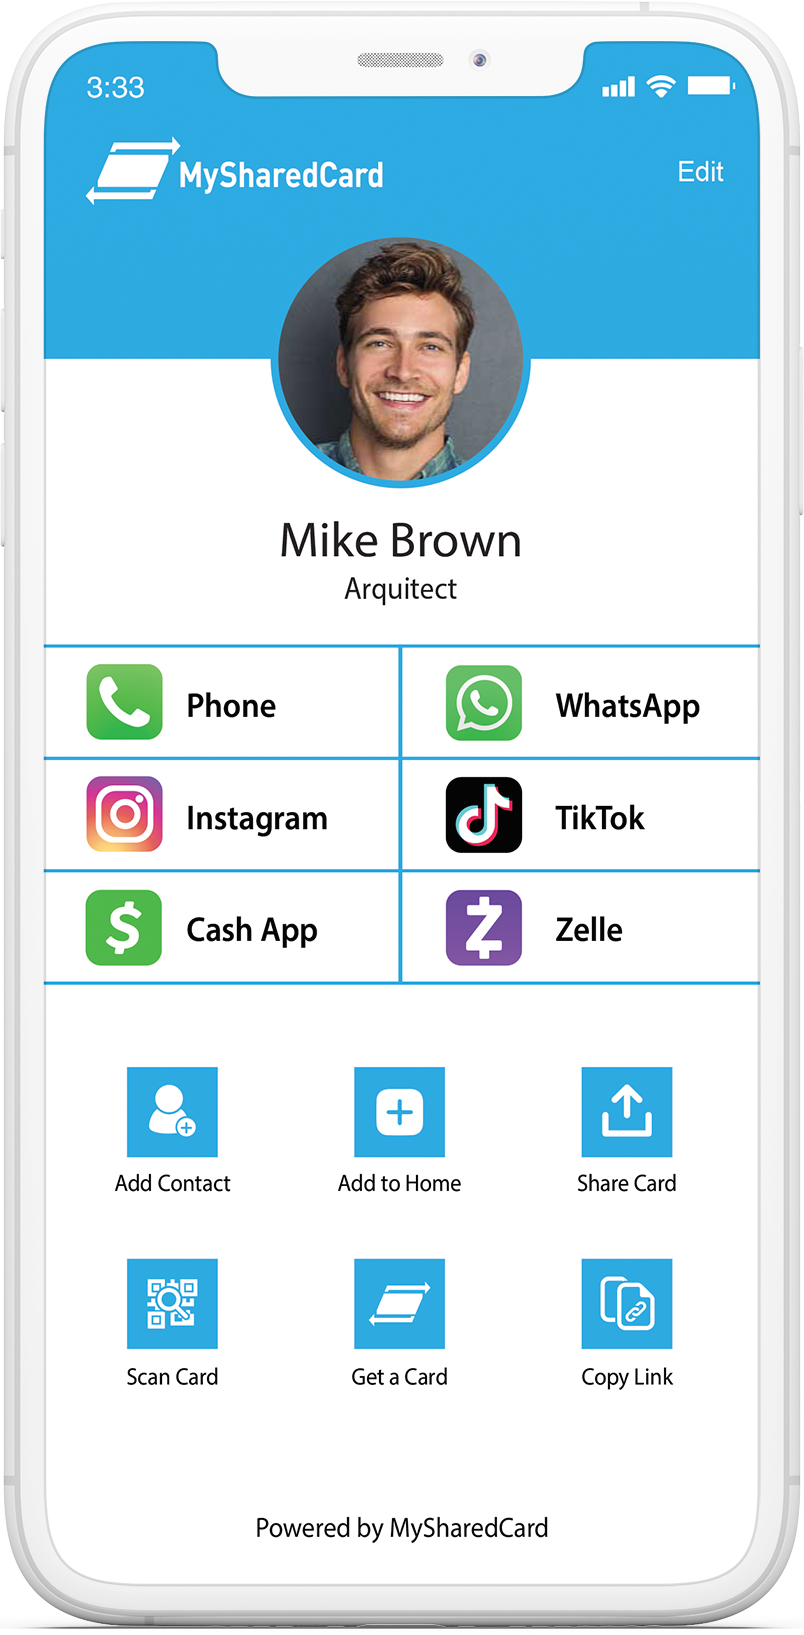 3:33
MySharedCard
Edit
Mike Brown
Arquitect
Phone
WhatsApp
Instagram
TikTok
Cash App
Zelle
Add Contact
Add to Home
Share Card
Scan Card
Get a Card
Copy Link
Powered by MySharedCard